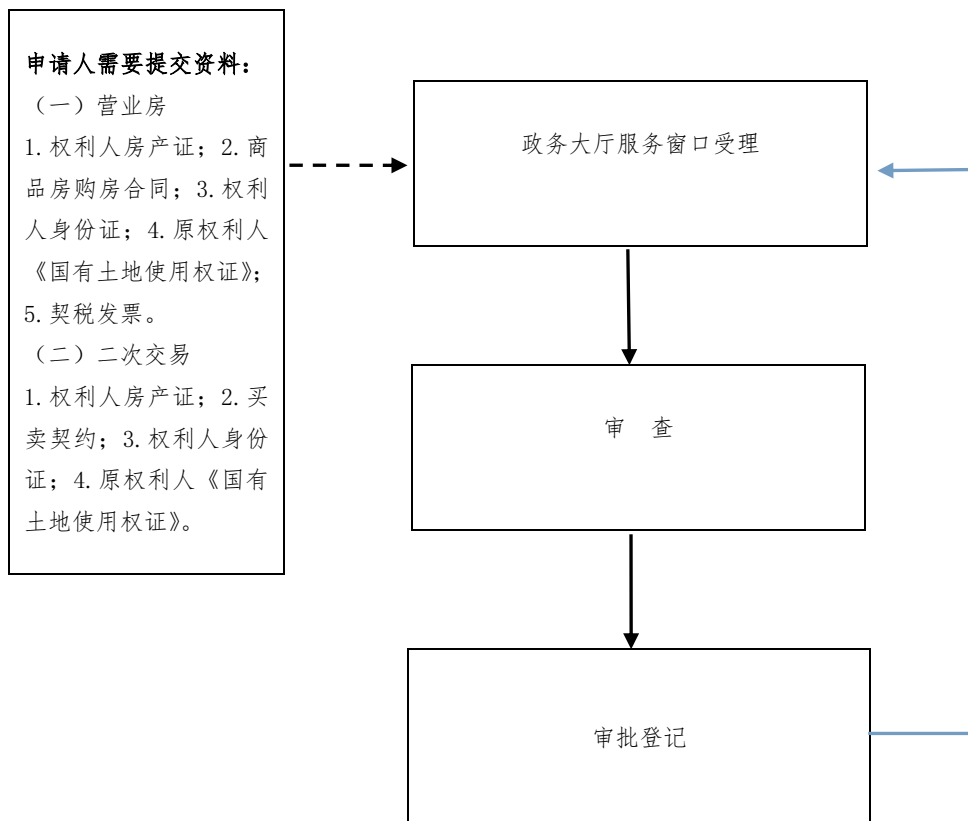 申请人需要提交资料：
（一）营业房
1.权利人房产证；2.商
品房购房合同；3.权利
人身份证；4.原权利人
《国有土地使用权证》；
5.契税发票。
（二）二次交易
1.权利人房产证；2.买
卖契约；3.权利人身份
证；4.原权利人《国有
土地使用权证》。
政务大厅服务窗口受理
审　查
审批登记